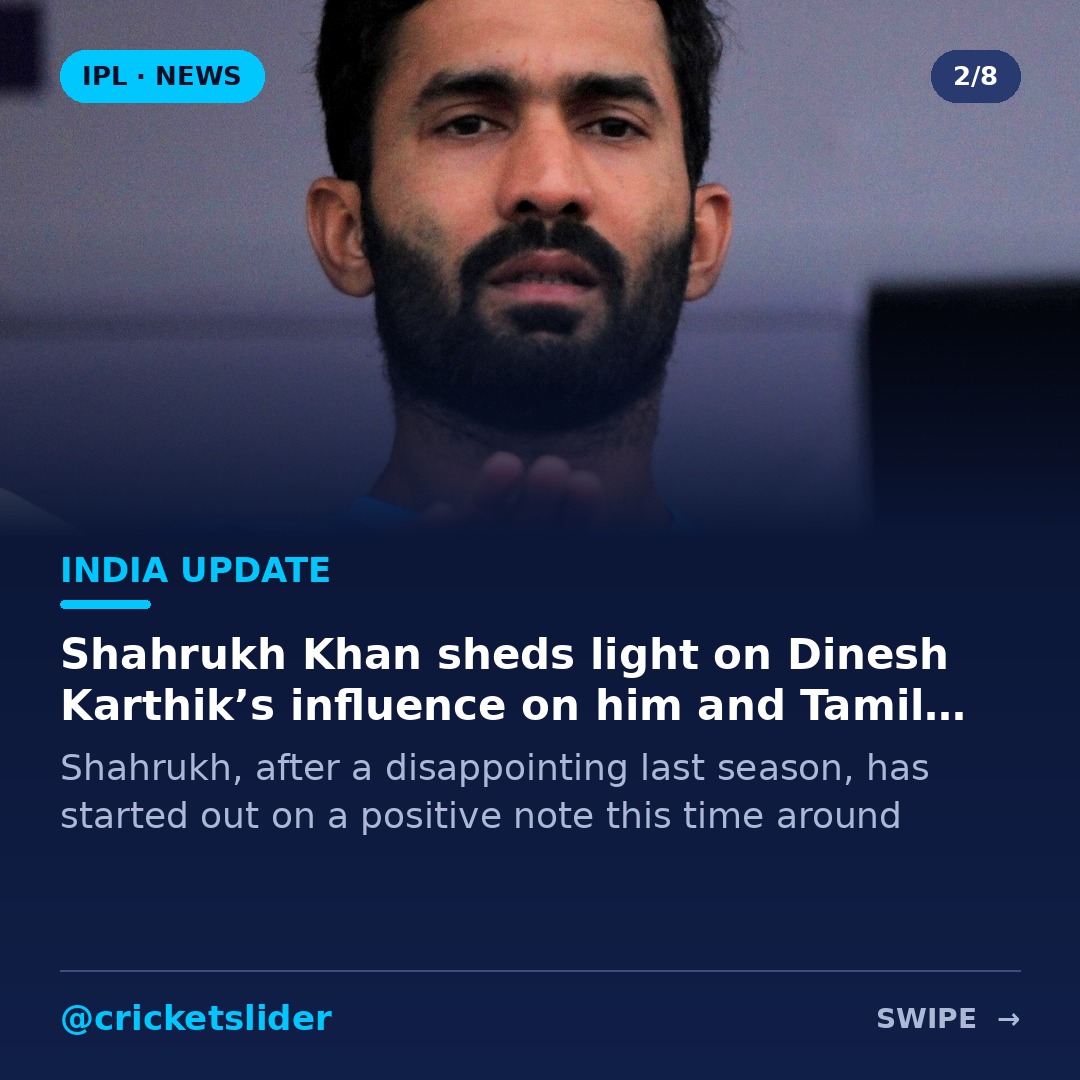 IPL · NEWS
2/8
INDIA UPDATE
Shahrukh Khan sheds light on Dinesh
Karthik’s influence on him and Tamil…
Shahrukh, after a disappointing last season, has
started out on a positive note this time around
@cricketslider
SWIPE →